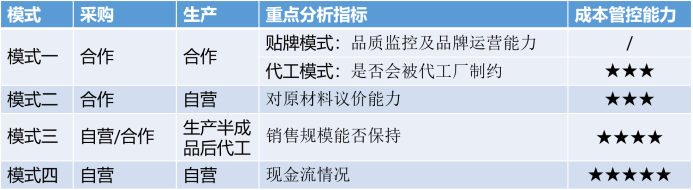 模式 采购 生产 重点分析指标 成本管控能力
模式一 合作 合作 贴牌模式：品质监控及品牌运营能力 /
代工模式：是否会被代工厂制约 ★★★
模式二 合作 自营 对原材料议价能力 ★★★
模式三 自营/合作 生产半成品后代工 销售规模能否保持 ★★★★
模式四 自营 自营 现金流情况 ★★★★★